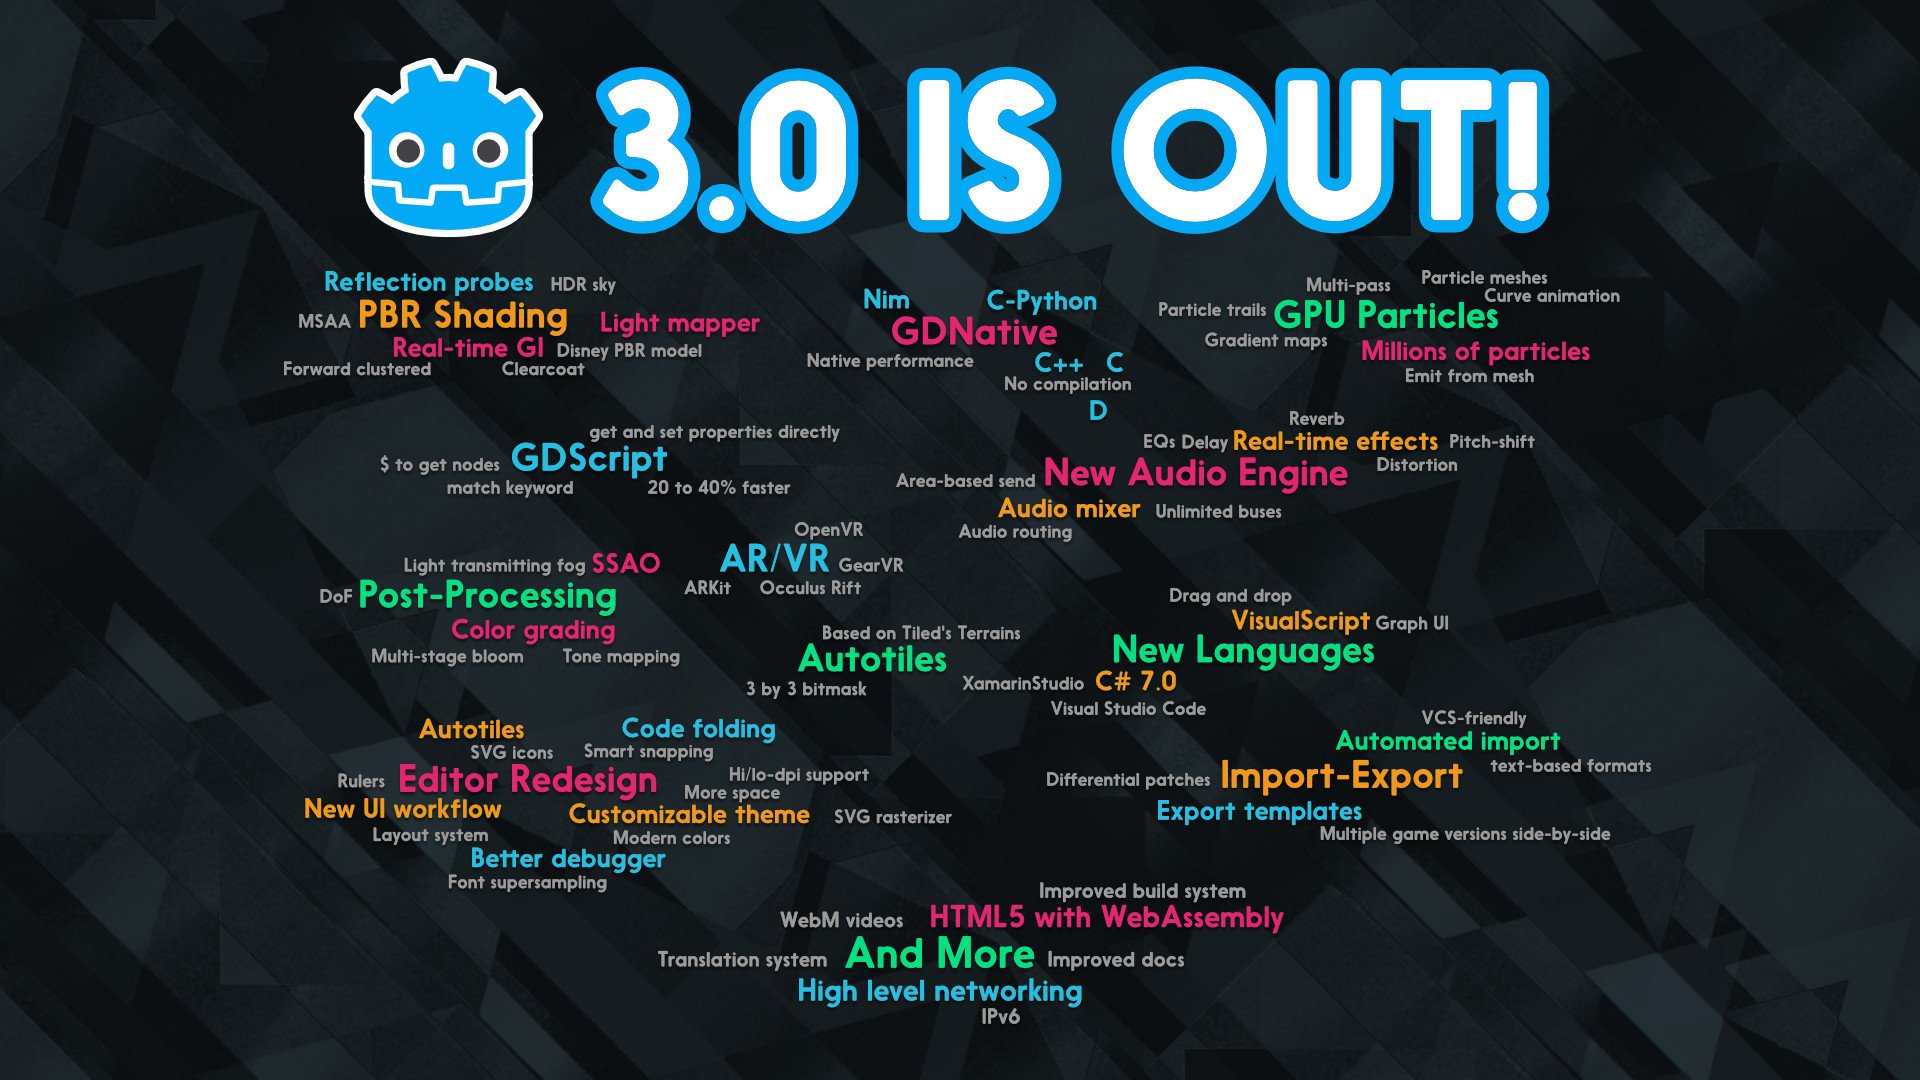 3.0 IS OUT!
Reflection probes HDR sky
MSAA PBR Shading Light mapper
Real-time GI Disney PBR model
Forward clustered Clearcoat
Nim C-Python
GDNative
Native performance C++ C
No compilation
D
Multi-pass Particle meshes
Curve animation
Particle trails GPU Particles
Gradient maps Millions of particles
Emit from mesh
get and set properties directly
$ to get nodes GDScript
match keyword 20 to 40% faster
Reverb
EQs Delay Real-time effects Pitch-shift
Area-based send New Audio Engine Distortion
Audio mixer Unlimited buses
Audio routing
OpenVR
AR/VR GearVR
ARKit Occulus Rift
Light transmitting fog SSAO
DoF Post-Processing
Color grading
Multi-stage bloom Tone mapping
Based on Tiled's Terrains
Autotiles
3 by 3 bitmask
Drag and drop
VisualScript Graph UI
New Languages
XamarinStudio C# 7.0
Visual Studio Code
Autotiles Code folding
SVG icons Smart snapping
Rulers Editor Redesign Hi/lo-dpi support
More space
New UI workflow Customizable theme SVG rasterizer
Layout system Modern colors
Better debugger
Font supersampling
VCS-friendly
Automated import
Differential patches Import-Export text-based formats
Export templates
Multiple game versions side-by-side
Improved build system
WebM videos HTML5 with WebAssembly
Translation system And More Improved docs
High level networking
IPv6